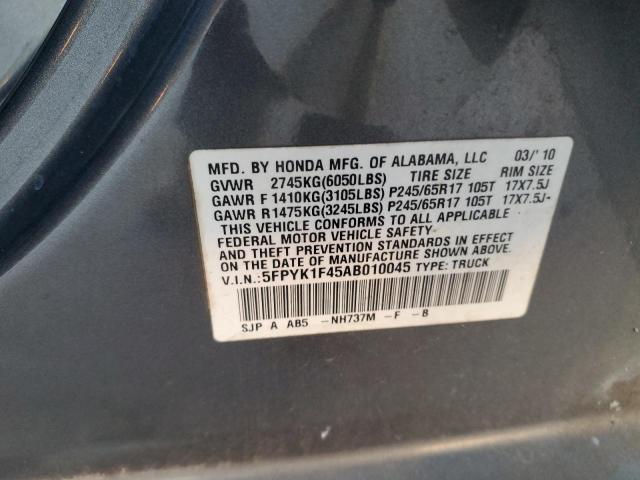 MFD. BY HONDA MFG. OF ALABAMA, LLC 03/'10
GVWR 2745KG(6050LBS) TIRE SIZE RIM SIZE
GAWR F 1410KG(3105LBS) P245/65R17 105T 17X7.5J
GAWR R 1475KG(3245LBS) P245/65R17 105T 17X7.5J-
THIS VEHICLE CONFORMS TO ALL APPLICABLE
FEDERAL MOTOR VEHICLE SAFETY
AND THEFT PREVENTION STANDARDS IN EFFECT
ON THE DATE OF MANUFACTURE SHOWN ABOVE.
V.I.N.:5FPYK1F45AB010045 TYPE: TRUCK
SJP A AB5 -NH737M -F -B